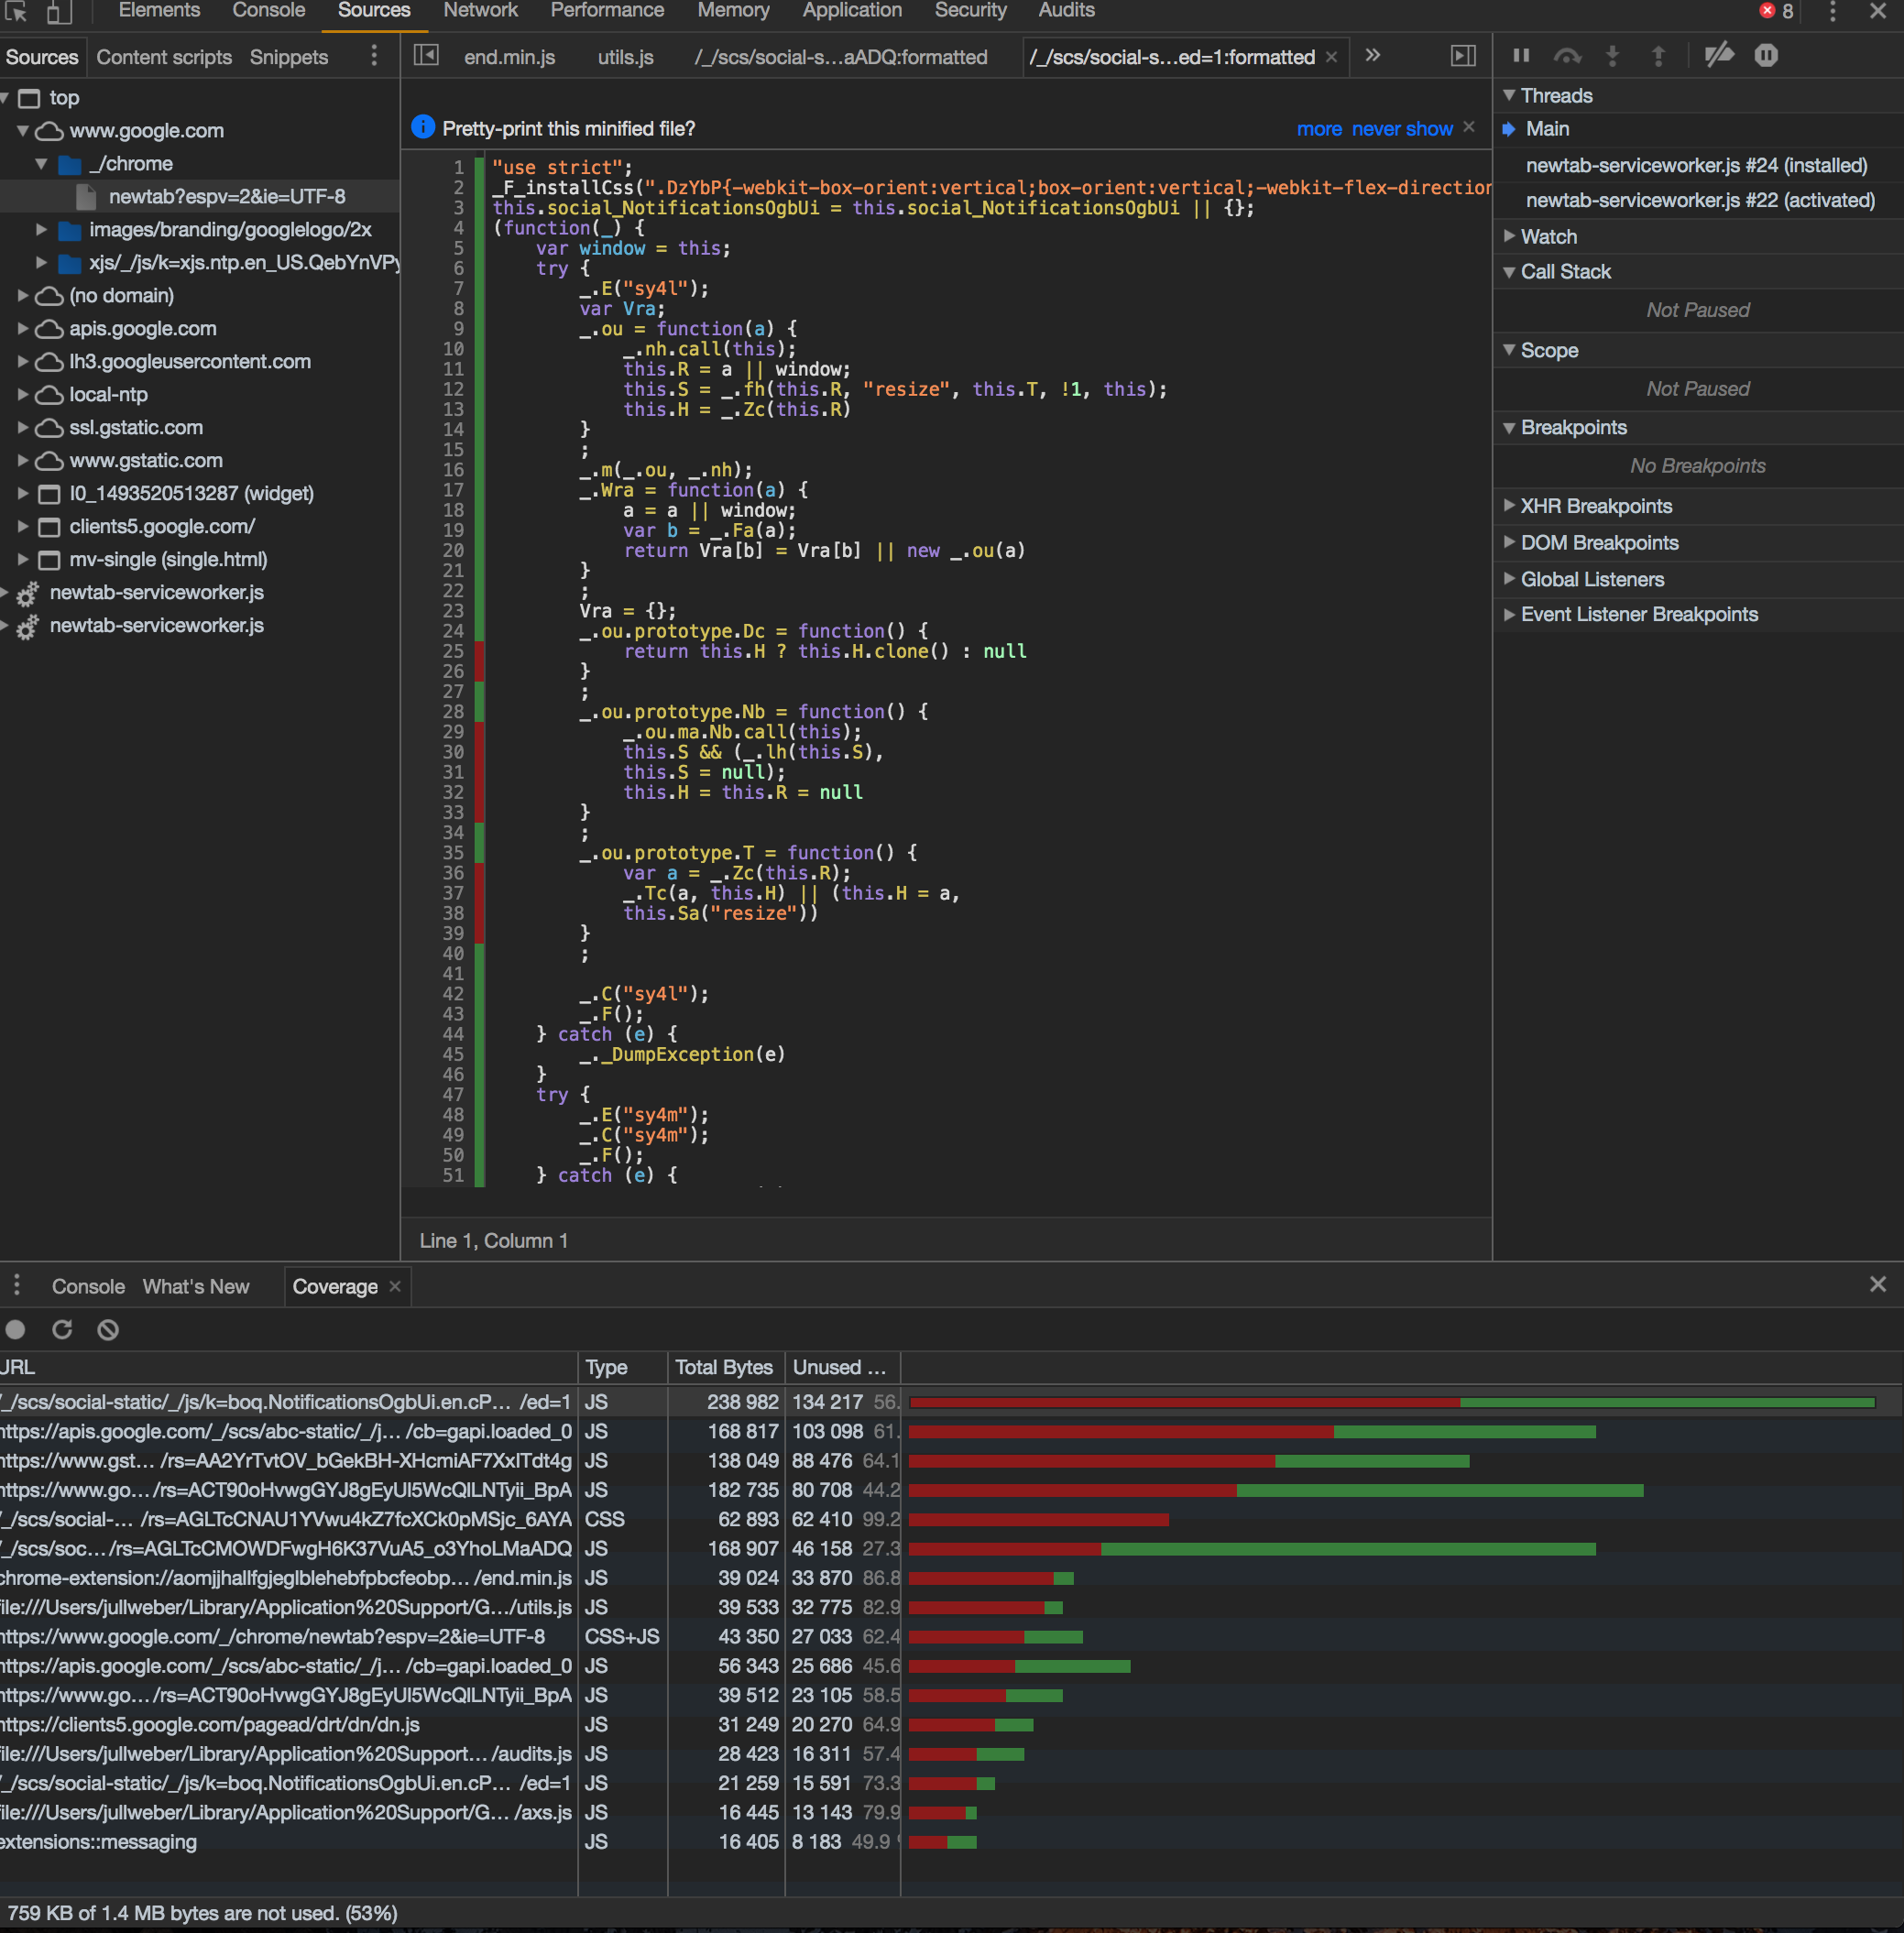 Elements Console Sources Network Performance Memory Application Security Audits 8
Sources Content scripts Snippets
end.min.js utils.js /_/scs/social-s...aADQ:formatted /_/scs/social-s...ed=1:formatted
top
www.google.com
_/chrome
newtab?espv=2&ie=UTF-8
images/branding/googlelogo/2x
xjs/_/js/k=xjs.ntp.en_US.QebYnVPy
(no domain)
apis.google.com
lh3.googleusercontent.com
local-ntp
ssl.gstatic.com
www.gstatic.com
I0_1493520513287 (widget)
clients5.google.com/
mv-single (single.html)
newtab-serviceworker.js
newtab-serviceworker.js
Pretty-print this minified file? more never show
1 "use strict";
2 _F_installCss(".DzYbP{-webkit-box-orient:vertical;box-orient:vertical;-webkit-flex-direction
3 this.social_NotificationsOgbUi = this.social_NotificationsOgbUi || {};
4 (function(_) {
5 var window = this;
6 try {
7 _.E("sy4l");
8 var Vra;
9 _.ou = function(a) {
10 _.nh.call(this);
11 this.R = a || window;
12 this.S = _.fh(this.R, "resize", this.T, !1, this);
13 this.H = _.Zc(this.R)
14 }
15 ;
16 _.m(_.ou, _.nh);
17 _.Wra = function(a) {
18 a = a || window;
19 var b = _.Fa(a);
20 return Vra[b] = Vra[b] || new _.ou(a)
21 }
22 ;
23 Vra = {};
24 _.ou.prototype.Dc = function() {
25 return this.H ? this.H.clone() : null
26 }
27 ;
28 _.ou.prototype.Nb = function() {
29 _.ou.ma.Nb.call(this);
30 this.S && (_.lh(this.S),
31 this.S = null);
32 this.H = this.R = null
33 }
34 ;
35 _.ou.prototype.T = function() {
36 var a = _.Zc(this.R);
37 _.Tc(a, this.H) || (this.H = a,
38 this.Sa("resize"))
39 }
40 ;
41
42 _.C("sy4l");
43 _.F();
44 } catch (e) {
45 _._DumpException(e)
46 }
47 try {
48 _.E("sy4m");
49 _.C("sy4m");
50 _.F();
51 } catch (e) {
Line 1, Column 1
Threads
Main
newtab-serviceworker.js #24 (installed)
newtab-serviceworker.js #22 (activated)
Watch
Call Stack
Not Paused
Scope
Not Paused
Breakpoints
No Breakpoints
XHR Breakpoints
DOM Breakpoints
Global Listeners
Event Listener Breakpoints
Console What's New Coverage
URL Type Total Bytes Unused ...
/_/scs/social-static/_/js/k=boq.NotificationsOgbUi.en.cP... /ed=1 JS 238 982 134 217 56.
https://apis.google.com/_/scs/abc-static/_/j... /cb=gapi.loaded_0 JS 168 817 103 098 61.
https://www.gst... /rs=AA2YrTvtOV_bGekBH-XHcmiAF7XxITdt4g JS 138 049 88 476 64.1
https://www.go... /rs=ACT90oHvwgGYJ8gEyUl5WcQlLNTyii_BpA JS 182 735 80 708 44.2
/_/scs/social-... /rs=AGLTcCNAU1YVwu4kZ7fcXCk0pMSjc_6AYA CSS 62 893 62 410 99.2
/_/scs/soc... /rs=AGLTcCMOWDFwgH6K37VuA5_o3YhoLMaADQ JS 168 907 46 158 27.3
chrome-extension://aomjjhallfgjeglblehebfpbcfeobp... /end.min.js JS 39 024 33 870 86.8
file:///Users/jullweber/Library/Application%20Support/G... /utils.js JS 39 533 32 775 82.9
https://www.google.com/_/chrome/newtab?espv=2&ie=UTF-8 CSS+JS 43 350 27 033 62.4
https://apis.google.com/_/scs/abc-static/_/j... /cb=gapi.loaded_0 JS 56 343 25 686 45.6
https://www.go... /rs=ACT90oHvwgGYJ8gEyUl5WcQlLNTyii_BpA JS 39 512 23 105 58.5
https://clients5.google.com/pagead/drt/dn/dn.js JS 31 249 20 270 64.9
file:///Users/jullweber/Library/Application%20Support... /audits.js JS 28 423 16 311 57.4
/_/scs/social-static/_/js/k=boq.NotificationsOgbUi.en.cP... /ed=1 JS 21 259 15 591 73.3
file:///Users/jullweber/Library/Application%20Support/G... /axs.js JS 16 445 13 143 79.9
extensions::messaging JS 16 405 8 183 49.9
759 KB of 1.4 MB bytes are not used. (53%)